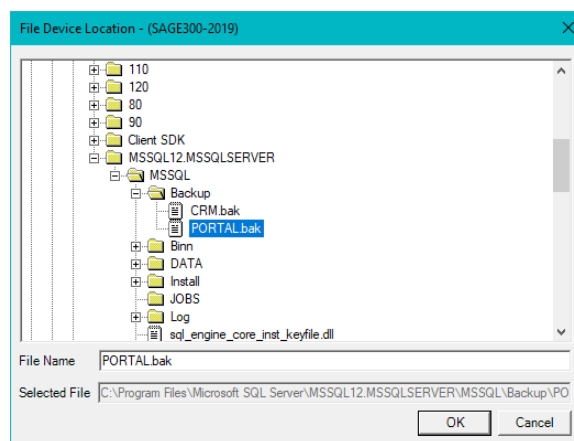 File Device Location - (SAGE300-2019)
110
120
80
90
Client SDK
MSSQL12.MSSQLSERVER
MSSQL
Backup
CRM.bak
PORTAL.bak
Binn
DATA
Install
JOBS
Log
sql_engine_core_inst_keyfile.dll
File Name PORTAL.bak
Selected File C:\Program Files\Microsoft SQL Server\MSSQL12.MSSQLSERVER\MSSQL\Backup\PO
OK Cancel